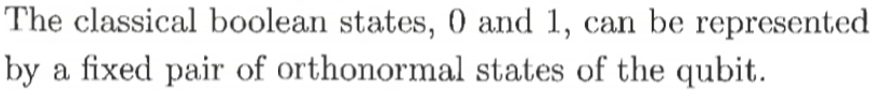 The classical boolean states, 0 and 1, can be represented
by a fixed pair of orthonormal states of the qubit.